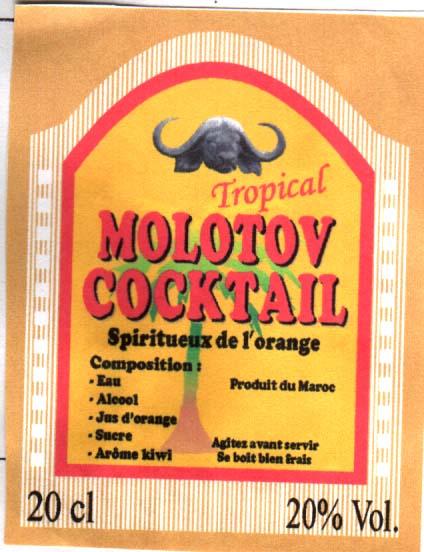 Tropical
MOLOTOV
COCKTAIL
Spiritueux de l'orange
Composition :
- Eau
- Alcool
- Jus d'orange
- Sucre
- Arôme kiwi
Produit du Maroc
Agitez avant servir
Se boit bien frais
20 cl
20% Vol.